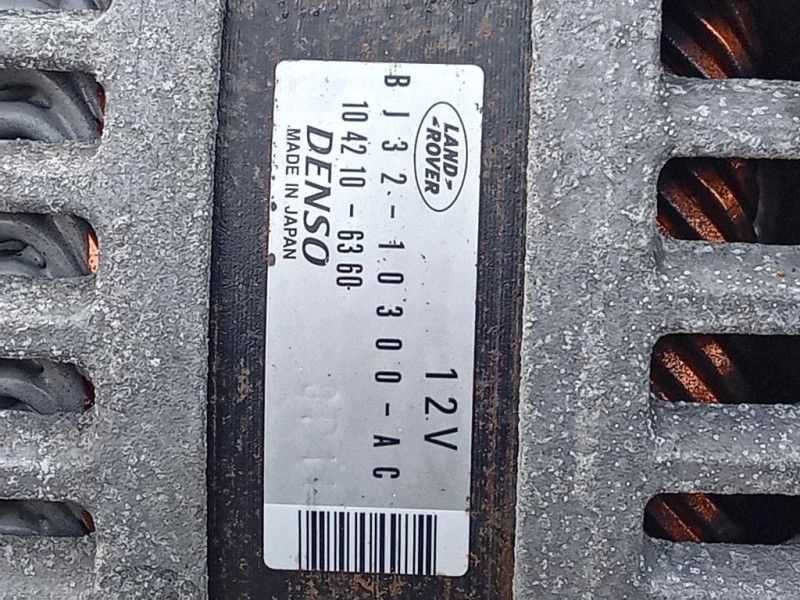 LAND
ROVER
12V
BJ32-10300-AC
104210-6360
DENSO
MADE IN JAPAN